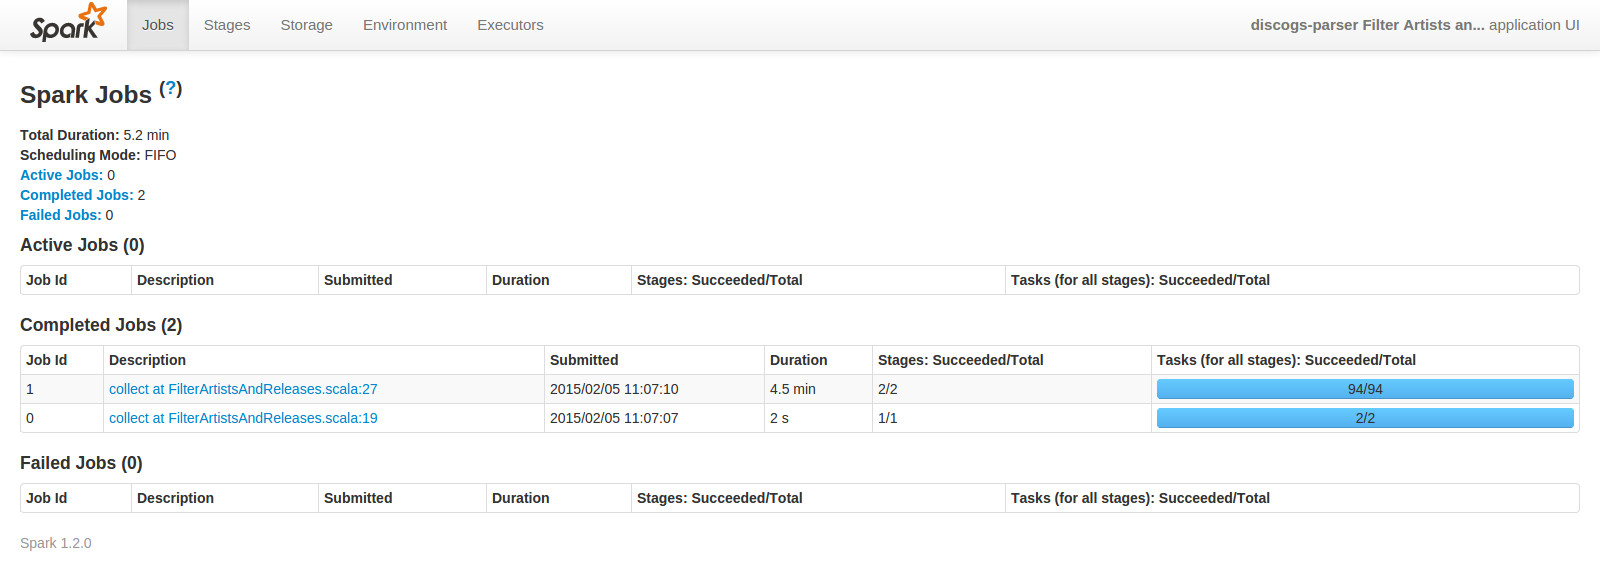 Spark Jobs Stages Storage Environment Executors discogs-parser Filter Artists an... application UI
Spark Jobs (?)
Total Duration: 5.2 min
Scheduling Mode: FIFO
Active Jobs: 0
Completed Jobs: 2
Failed Jobs: 0
Active Jobs (0)
Job Id Description Submitted Duration Stages: Succeeded/Total Tasks (for all stages): Succeeded/Total
Completed Jobs (2)
Job Id Description Submitted Duration Stages: Succeeded/Total Tasks (for all stages): Succeeded/Total
1 collect at FilterArtistsAndReleases.scala:27 2015/02/05 11:07:10 4.5 min 2/2 94/94
0 collect at FilterArtistsAndReleases.scala:19 2015/02/05 11:07:07 2 s 1/1 2/2
Failed Jobs (0)
Job Id Description Submitted Duration Stages: Succeeded/Total Tasks (for all stages): Succeeded/Total
Spark 1.2.0